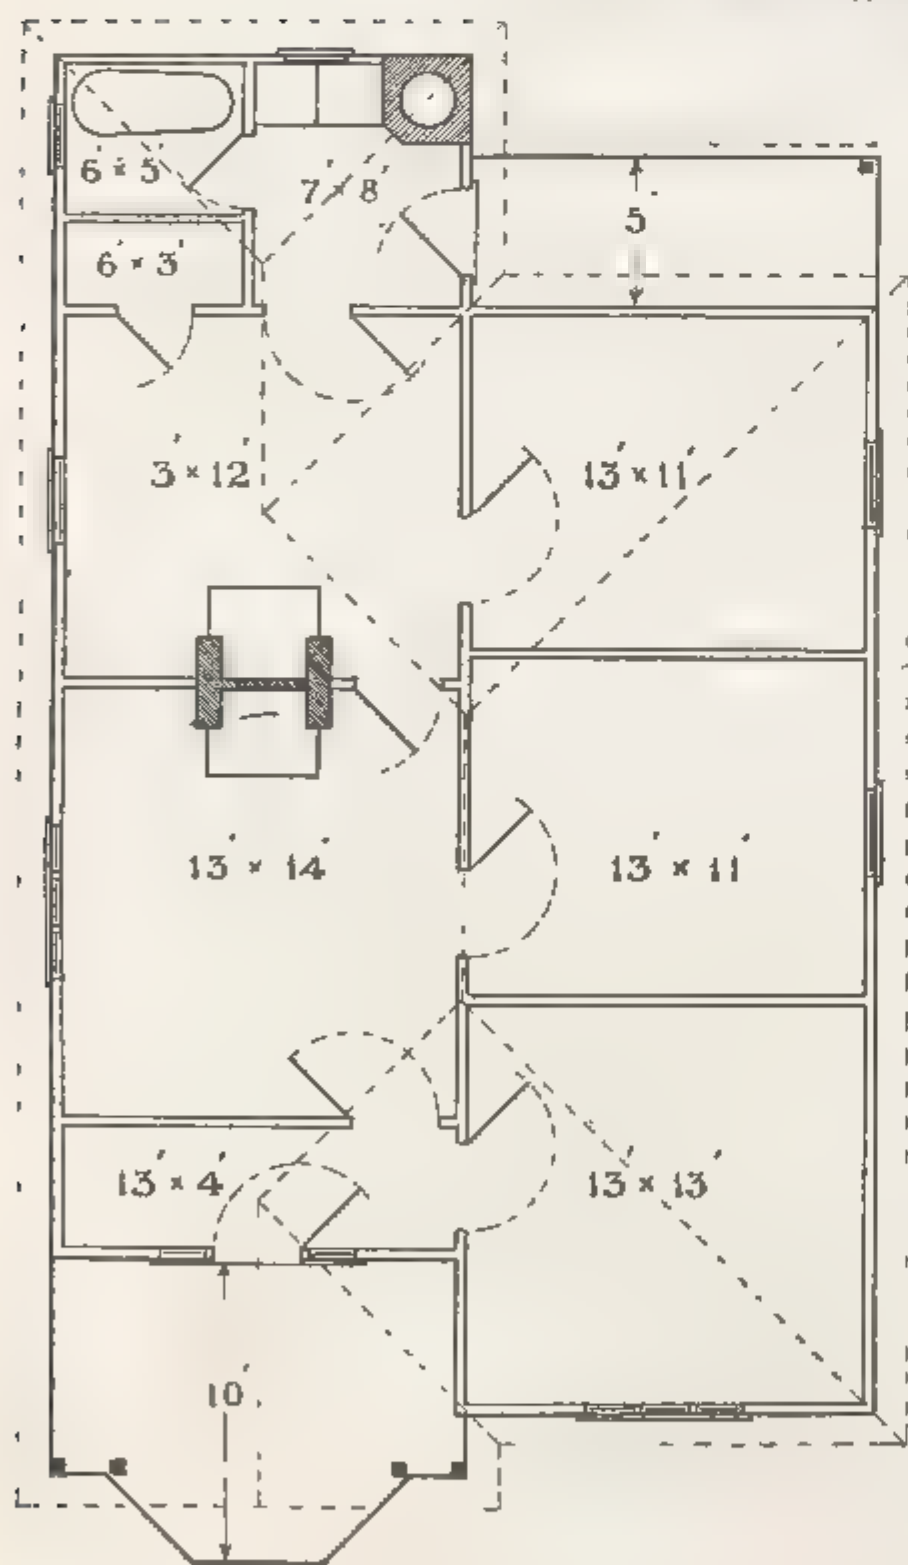 6' × 5'
7' × 8'
5'
6' × 3'
3' × 12'
13' × 11'
13' × 14'
13' × 11'
13' × 4'
13' × 13'
10'